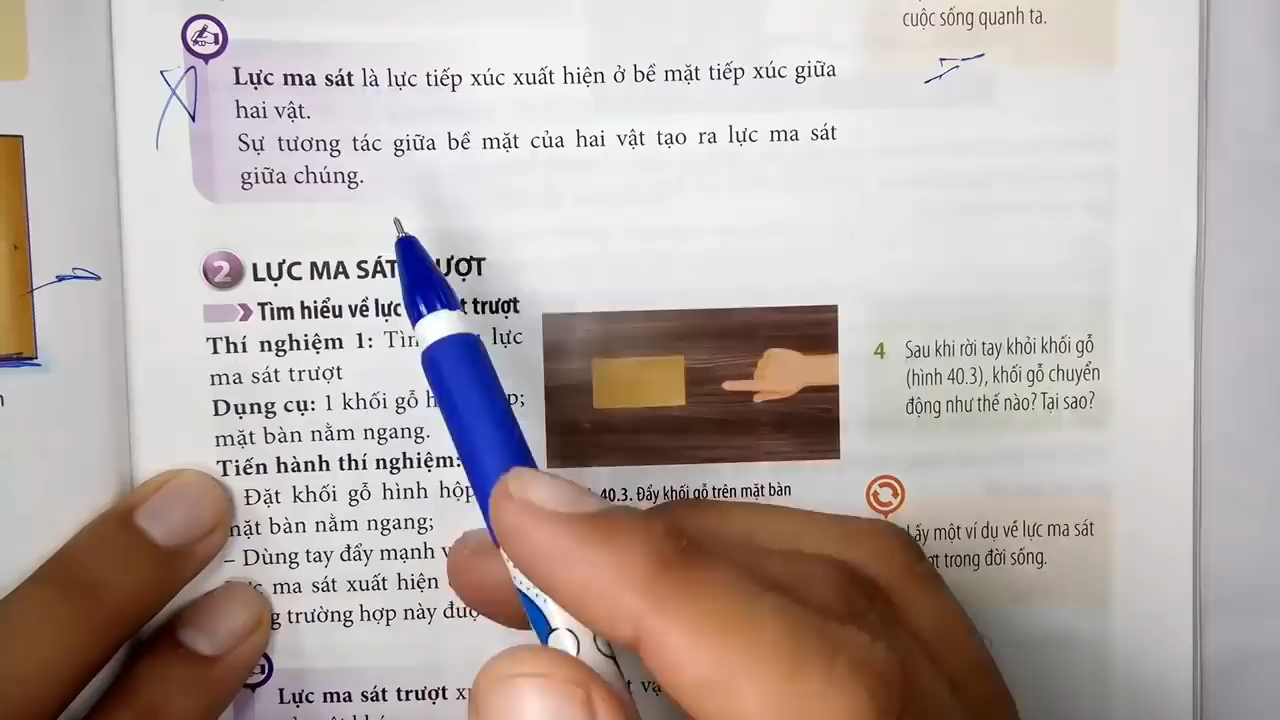 cuộc sống quanh ta.
Lực ma sát là lực tiếp xúc xuất hiện ở bề mặt tiếp xúc giữa
hai vật.
Sự tương tác giữa bề mặt của hai vật tạo ra lực ma sát
giữa chúng.
2 LỰC MA SÁT
Tìm hiểu về lực trượt
Thí nghiệm 1: lực
ma sát trượt
Dụng cụ: 1 khối gỗ
mặt bàn nằm ngang.
Tiến hành thí nghiệm:
Đặt khối gỗ hình hộp
mặt bàn nằm ngang;
– Dùng tay đẩy mạnh
ma sát xuất hiện
trường hợp này
Lực ma sát trượt
40.3. Đẩy khối gỗ trên mặt bàn
4 Sau khi rời tay khỏi khối gỗ
(hình 40.3), khối gỗ chuyển
động như thế nào? Tại sao?
một ví dụ về lực ma sát
trong đời sống.